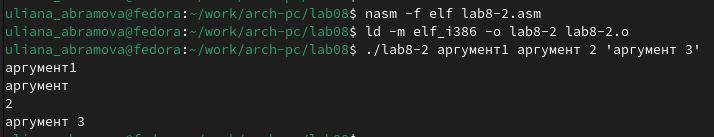 uliana_abramova@fedora:~/work/arch-pc/lab08$ nasm -f elf lab8-2.asm
uliana_abramova@fedora:~/work/arch-pc/lab08$ ld -m elf_i386 -o lab8-2 lab8-2.o
uliana_abramova@fedora:~/work/arch-pc/lab08$ ./lab8-2 аргумент1 аргумент 2 'аргумент 3'
аргумент1
аргумент
2
аргумент 3
uliana_abramova@fedora:~/work/arch-pc/lab08$